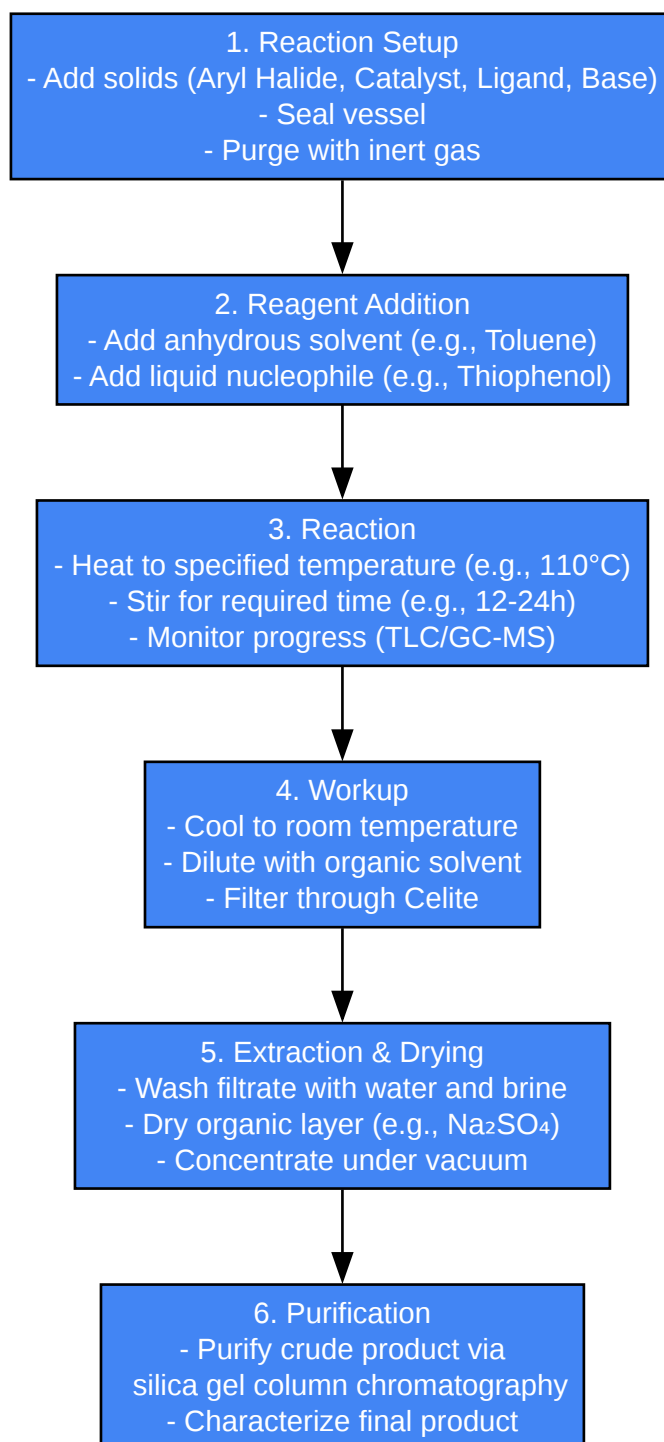 1. Reaction Setup
- Add solids (Aryl Halide, Catalyst, Ligand, Base)
- Seal vessel
- Purge with inert gas
2. Reagent Addition
- Add anhydrous solvent (e.g., Toluene)
- Add liquid nucleophile (e.g., Thiophenol)
3. Reaction
- Heat to specified temperature (e.g., 110°C)
- Stir for required time (e.g., 12-24h)
- Monitor progress (TLC/GC-MS)
4. Workup
- Cool to room temperature
- Dilute with organic solvent
- Filter through Celite
5. Extraction & Drying
- Wash filtrate with water and brine
- Dry organic layer (e.g., Na₂SO₄)
- Concentrate under vacuum
6. Purification
- Purify crude product via
silica gel column chromatography
- Characterize final product